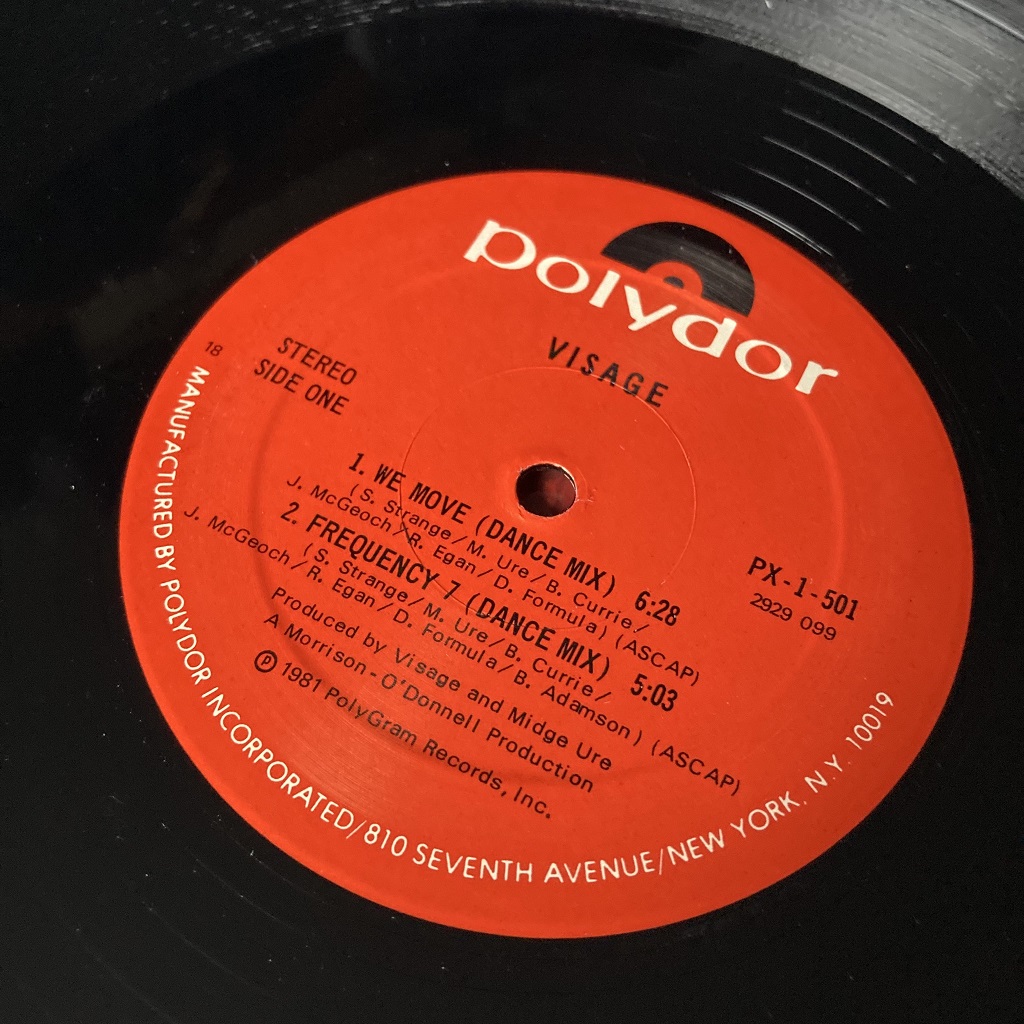 polydor
VISAGE
STEREO
SIDE ONE
1. WE MOVE (DANCE MIX) 6:28
(S. Strange/M. Ure/B. Currie/
J. McGeoch/R. Egan/D. Formula) (ASCAP)
2. FREQUENCY 7 (DANCE MIX) 5:03
(S. Strange/M. Ure/B. Currie/
J. McGeoch/R. Egan/D. Formula/B. Adamson) (ASCAP)
Produced by Visage and Midge Ure
A Morrison-O'Donnell Production
℗ 1981 PolyGram Records, Inc.
PX-1-501
2929 099
18
MANUFACTURED BY POLYDOR INCORPORATED/810 SEVENTH AVENUE/NEW YORK, N.Y. 10019